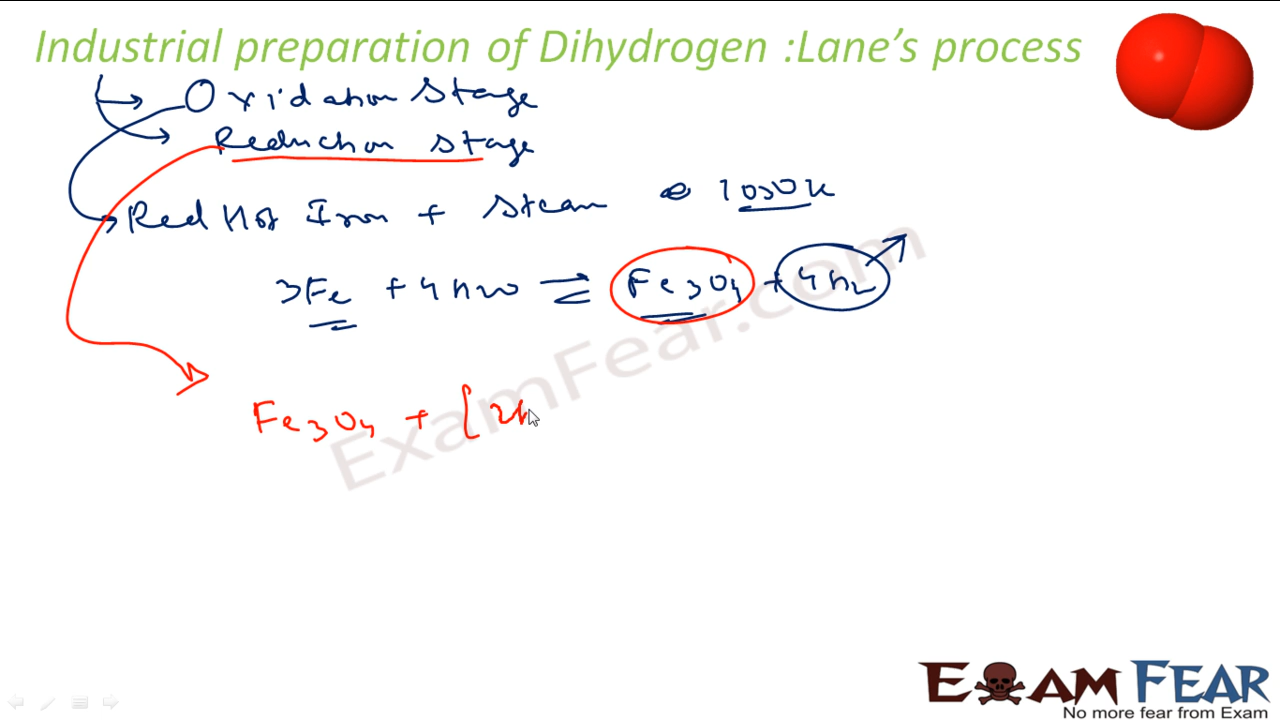 Industrial preparation of Dihydrogen :Lane's process
Oxidation Stage
Reduction stage
Red Hot Iron + Steam @ 1050K
3Fe + 4H2O ⇌ Fe3O4 + 4H2
Fe3O4 + [2
ExamFear.com
EXAM FEAR
No more fear from Exam